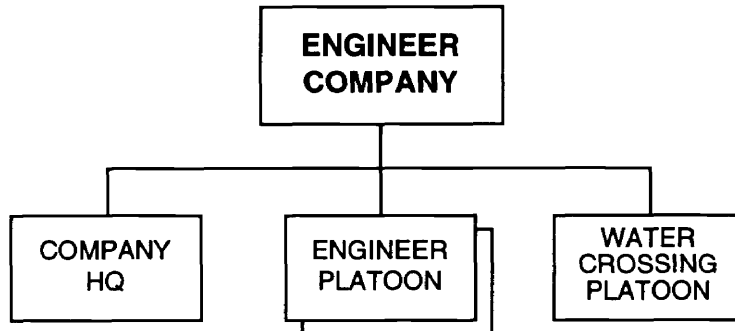 ENGINEER
COMPANY
COMPANY
HQ
ENGINEER
PLATOON
WATER
CROSSING
PLATOON